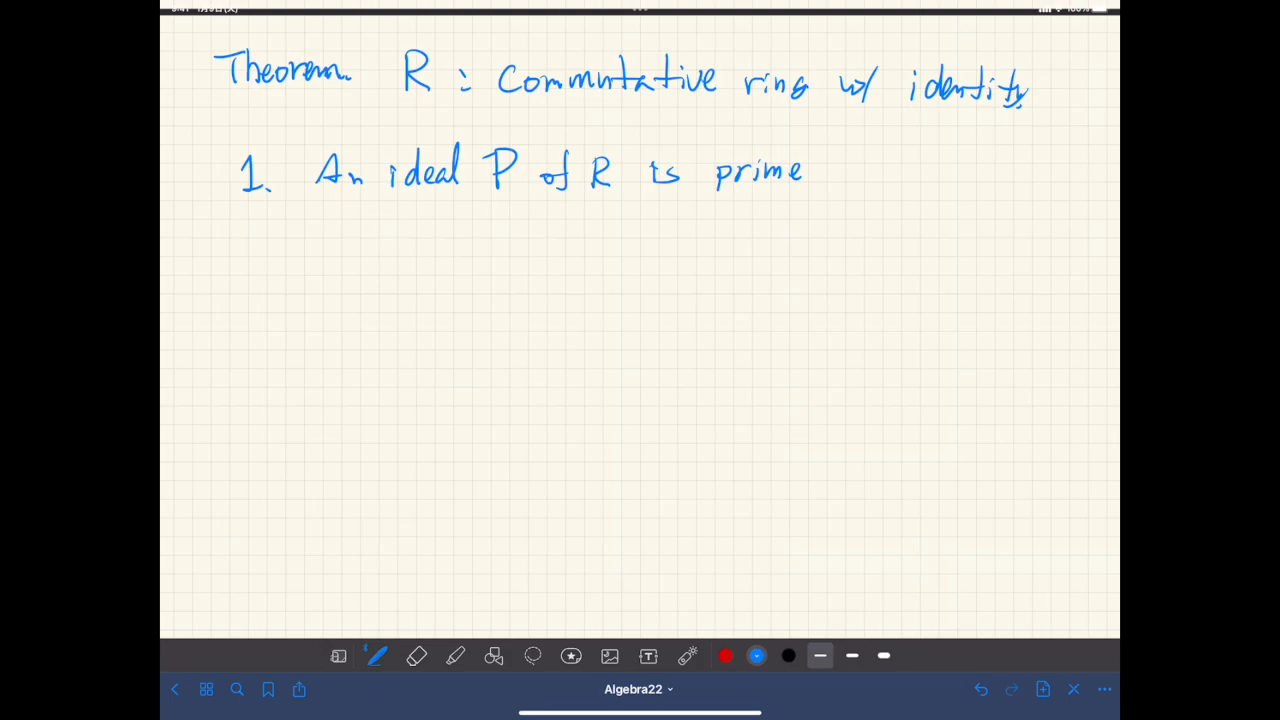 Theorem. R : Commutative ring w/ identity.
1. An ideal P of R is prime
Algebra22